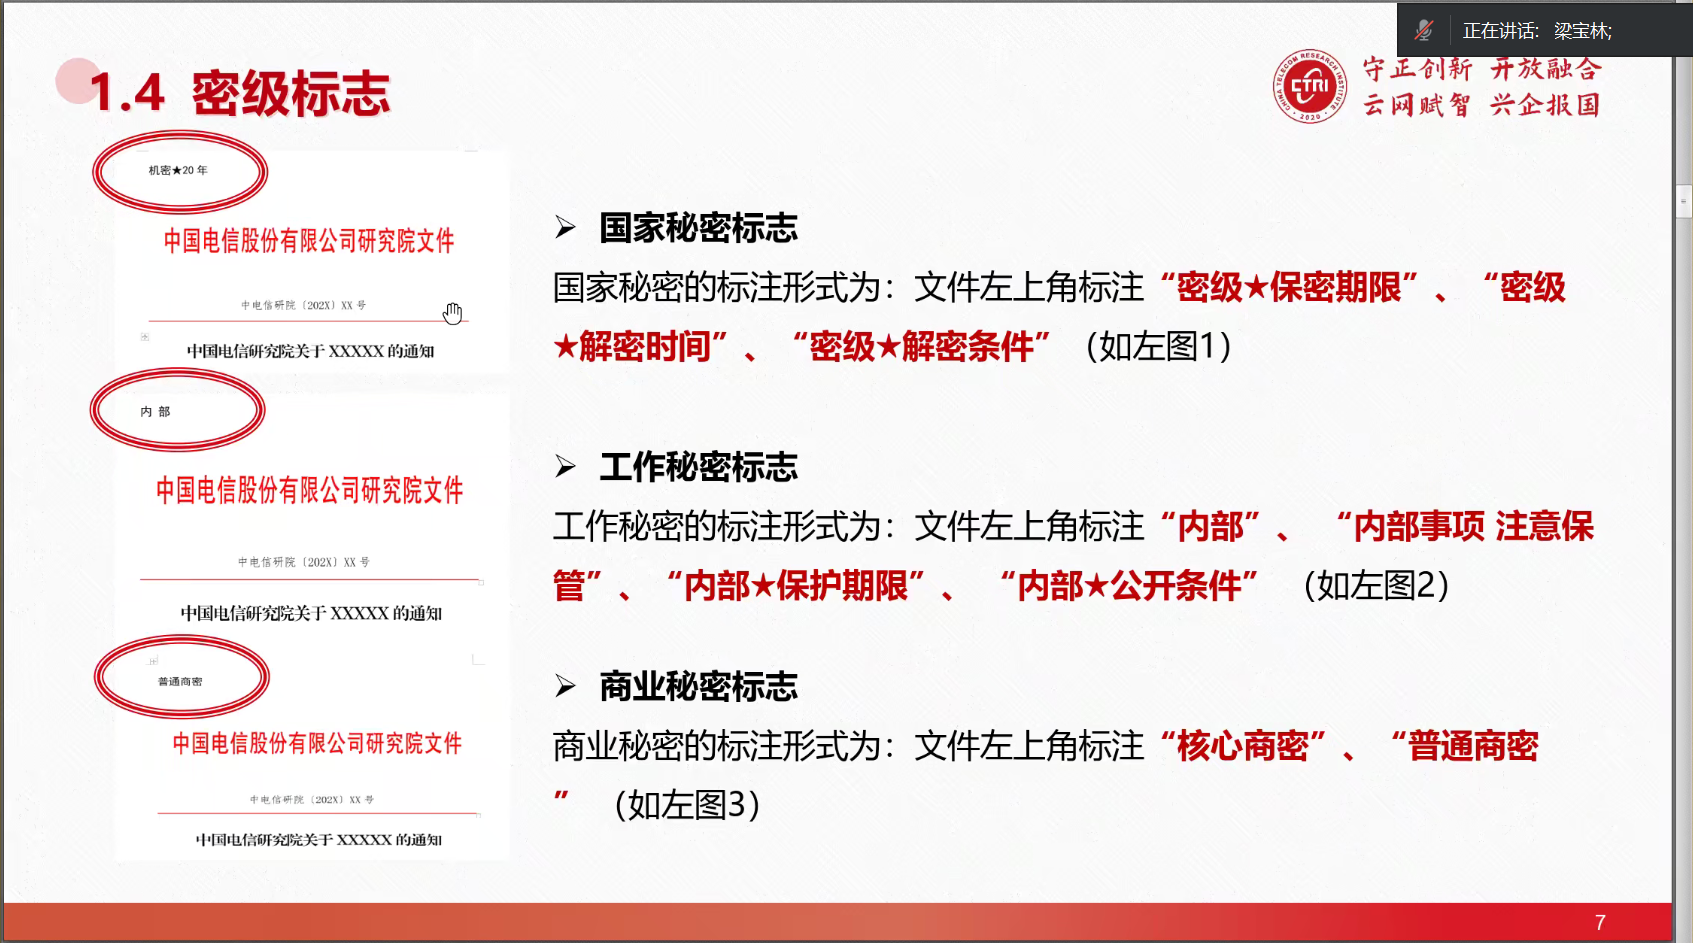 正在讲话: 梁宝林;
1.4 密级标志
CHINA TELECOM RESEARCH INSTITUTE
CTRI
·2020·
守正创新 开放融合
云网赋智 兴企报国
机密★20 年
中国电信股份有限公司研究院文件
中电信研院〔202X〕XX 号
中国电信研究院关于 XXXXX 的通知
内 部
中国电信股份有限公司研究院文件
中电信研院〔202X〕XX 号
中国电信研究院关于 XXXXX 的通知
普通商密
中国电信股份有限公司研究院文件
中电信研院〔202X〕XX 号
中国电信研究院关于 XXXXX 的通知
➢ 国家秘密标志
国家秘密的标注形式为：文件左上角标注“密级★保密期限”、“密级
★解密时间”、“密级★解密条件”（如左图1）
➢ 工作秘密标志
工作秘密的标注形式为：文件左上角标注“内部”、“内部事项 注意保
管”、“内部★保护期限”、“内部★公开条件”（如左图2）
➢ 商业秘密标志
商业秘密的标注形式为：文件左上角标注“核心商密”、“普通商密
”（如左图3）
7